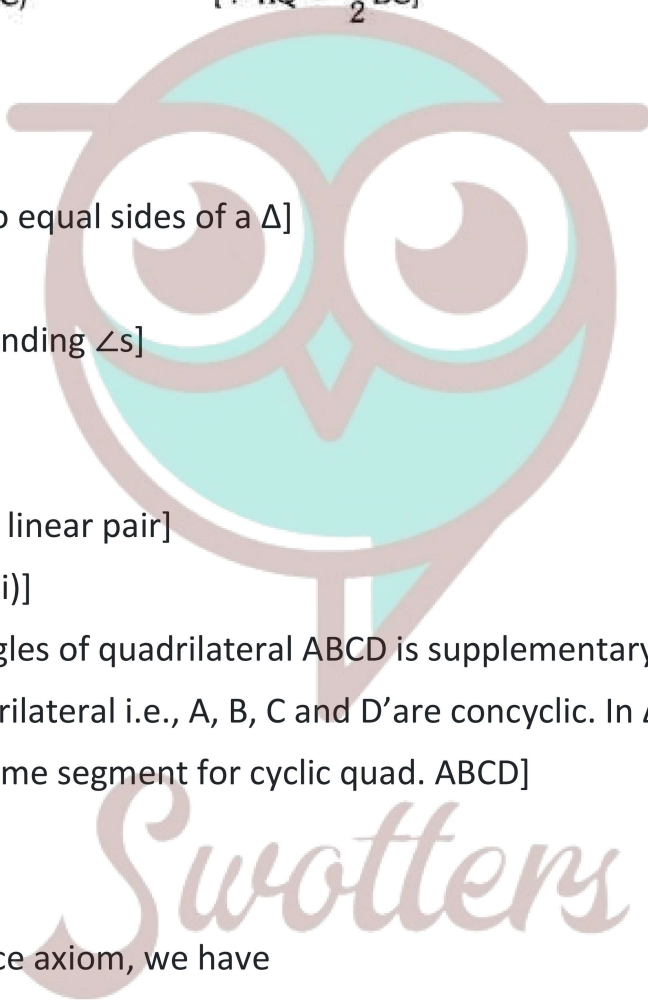 2
equal sides of a Δ]
nding ∠s]
linear pair]
i)]
gles of quadrilateral ABCD is supplementary
rilateral i.e., A, B, C and D’are concyclic. In
me segment for cyclic quad. ABCD]
Swotters
ce axiom, we have